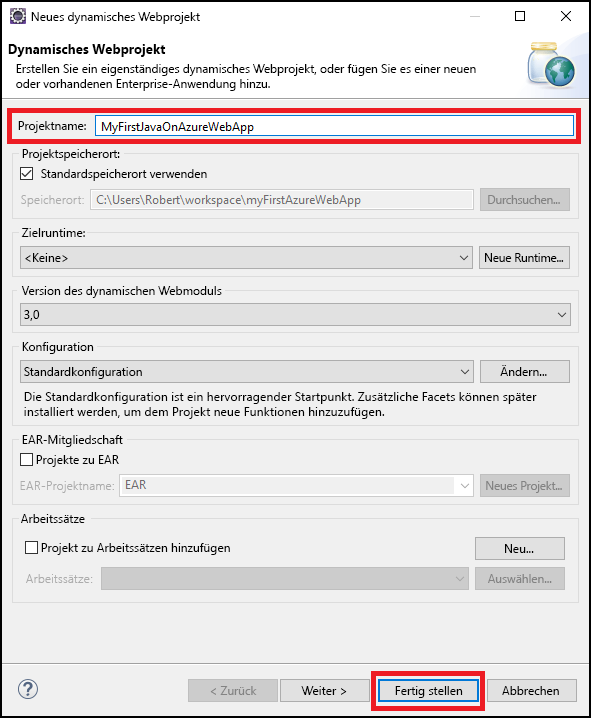 Neues dynamisches Webprojekt
Dynamisches Webprojekt
Erstellen Sie ein eigenständiges dynamisches Webprojekt, oder fügen Sie es einer neuen
oder vorhandenen Enterprise-Anwendung hinzu.
Projektname: MyFirstJavaOnAzureWebApp
Projektspeicherort:
Standardspeicherort verwenden
Speicherort: C:\Users\Robert\workspace\myFirstAzureWebApp Durchsuchen...
Zielruntime:
<Keine> Neue Runtime...
Version des dynamischen Webmoduls
3,0
Konfiguration
Standardkonfiguration Ändern...
Die Standardkonfiguration ist ein hervorragender Startpunkt. Zusätzliche Facets können später
installiert werden, um dem Projekt neue Funktionen hinzuzufügen.
EAR-Mitgliedschaft
Projekte zu EAR
EAR-Projektname: EAR Neues Projekt...
Arbeitssätze
Projekt zu Arbeitssätzen hinzufügen Neu...
Arbeitssätze: Auswählen...
? < Zurück Weiter > Fertig stellen Abbrechen